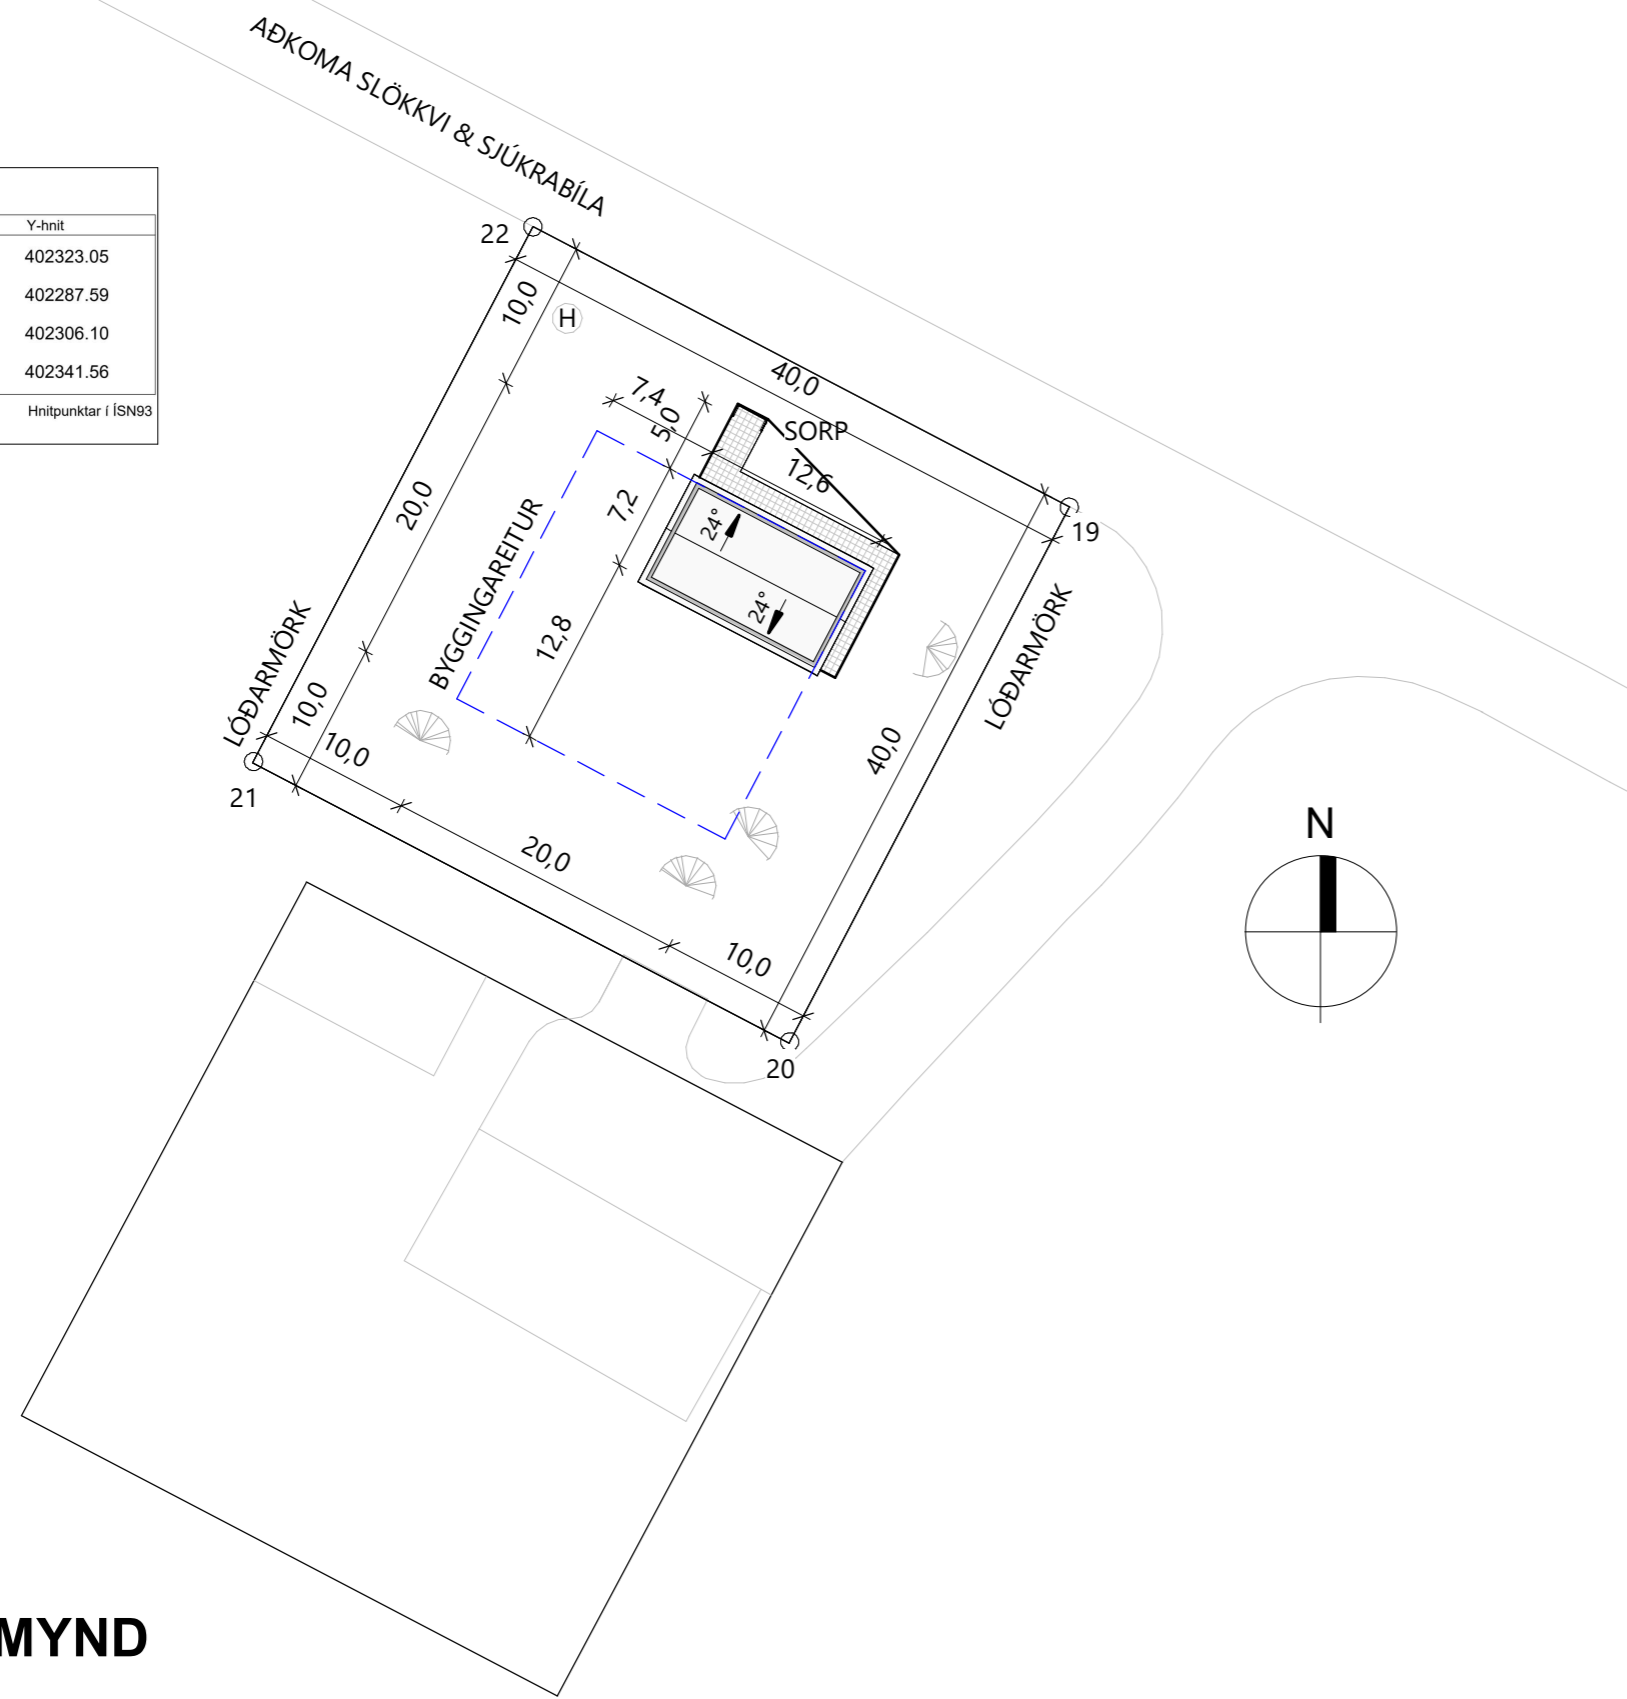 AÐKOMA SLÖKKVI & SJÚKRABÍLA
Y-hnit
402323.05
402287.59
402306.10
402341.56
Hnitpunktar í ÍSN93
22
10,0
H
40,0
7,4
5,0
SORP
12,6
20,0
7,2
24°
19
BYGGINGAREITUR
12,8
24°
LÓÐARMÖRK
LÓÐARMÖRK
10,0
10,0
40,0
21
20,0
10,0
20
N
MYND